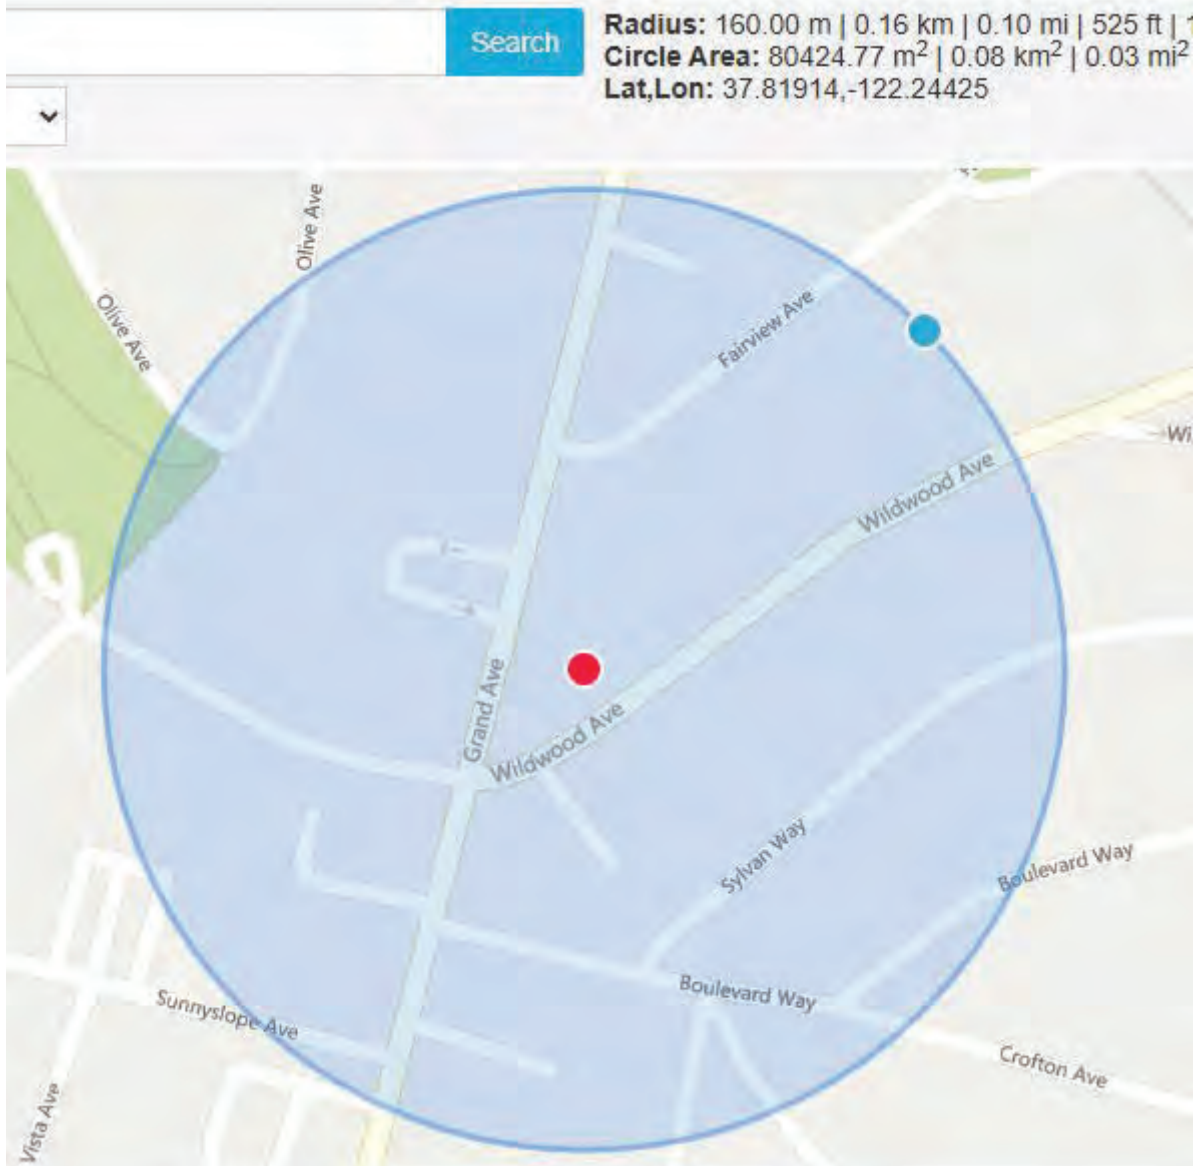 Search
Radius: 160.00 m | 0.16 km | 0.10 mi | 525 ft |
Circle Area: 80424.77 m² | 0.08 km² | 0.03 mi²
Lat,Lon: 37.81914,-122.24425
Olive Ave
Olive Ave
Fairview Ave
Wildwood Ave
Grand Ave
Wildwood Ave
Sylvan Way
Boulevard Way
Boulevard Way
Sunnyslope Ave
Crofton Ave
Vista Ave